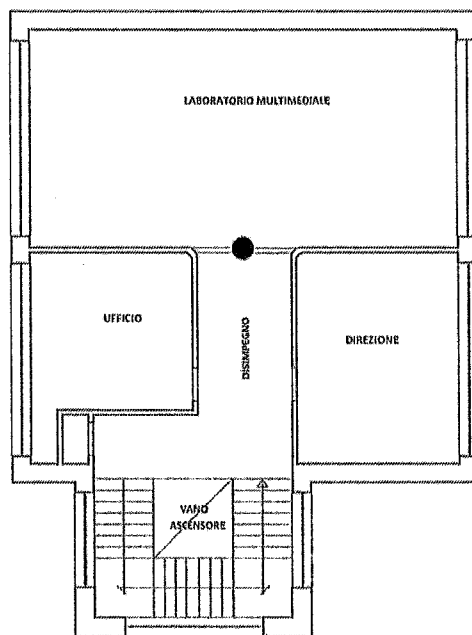 LABORATORIO MULTIMEDIALE
UFFICIO
DISIMPEGNO
DIREZIONE
VANO
ASCENSORE